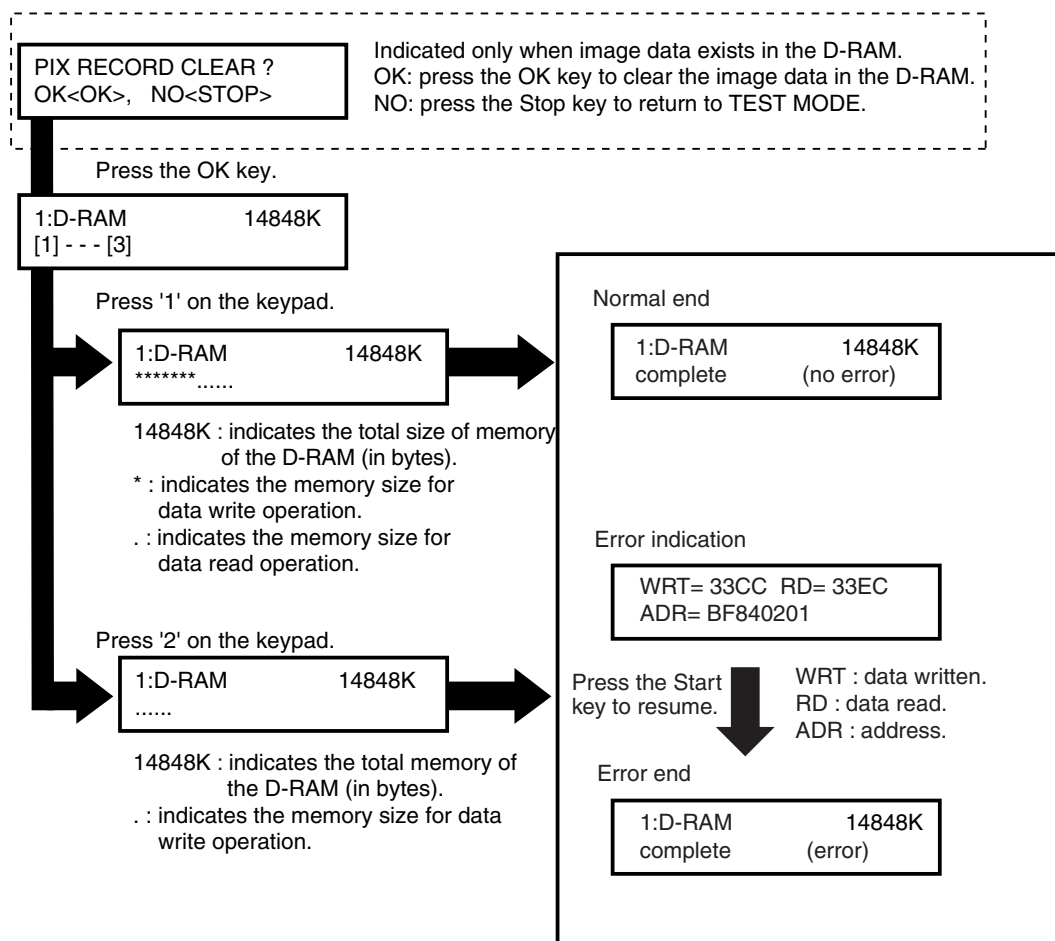 PIX RECORD CLEAR ?
OK<OK>, NO<STOP>
Indicated only when image data exists in the D-RAM.
OK: press the OK key to clear the image data in the D-RAM.
NO: press the Stop key to return to TEST MODE.
Press the OK key.
1:D-RAM 14848K
[1] - - - [3]
Press '1' on the keypad.
1:D-RAM 14848K
*******......
14848K : indicates the total size of memory
of the D-RAM (in bytes).
* : indicates the memory size for
data write operation.
. : indicates the memory size for
data read operation.
Press '2' on the keypad.
1:D-RAM 14848K
......
14848K : indicates the total memory of
the D-RAM (in bytes).
. : indicates the memory size for data
write operation.
Normal end
1:D-RAM 14848K
complete (no error)
Error indication
WRT= 33CC RD= 33EC
ADR= BF840201
Press the Start
key to resume.
WRT : data written.
RD : data read.
ADR : address.
Error end
1:D-RAM 14848K
complete (error)